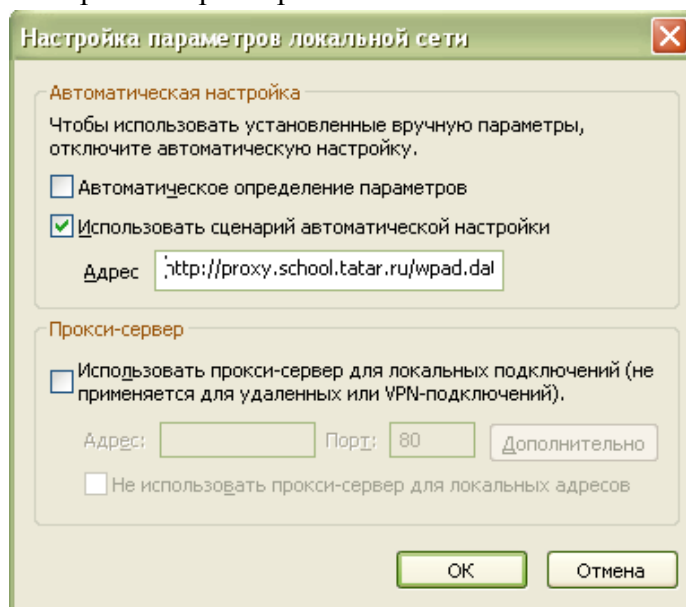 Настройка параметров локальной сети
Автоматическая настройка
Чтобы использовать установленные вручную параметры,
отключите автоматическую настройку.
Автоматическое определение параметров
Использовать сценарий автоматической настройки
Адрес http://proxy.school.tatar.ru/wpad.dat
Прокси-сервер
Использовать прокси-сервер для локальных подключений (не
применяется для удаленных или VPN-подключений).
Адрес: Порт: 80 Дополнительно
Не использовать прокси-сервер для локальных адресов
ОК Отмена